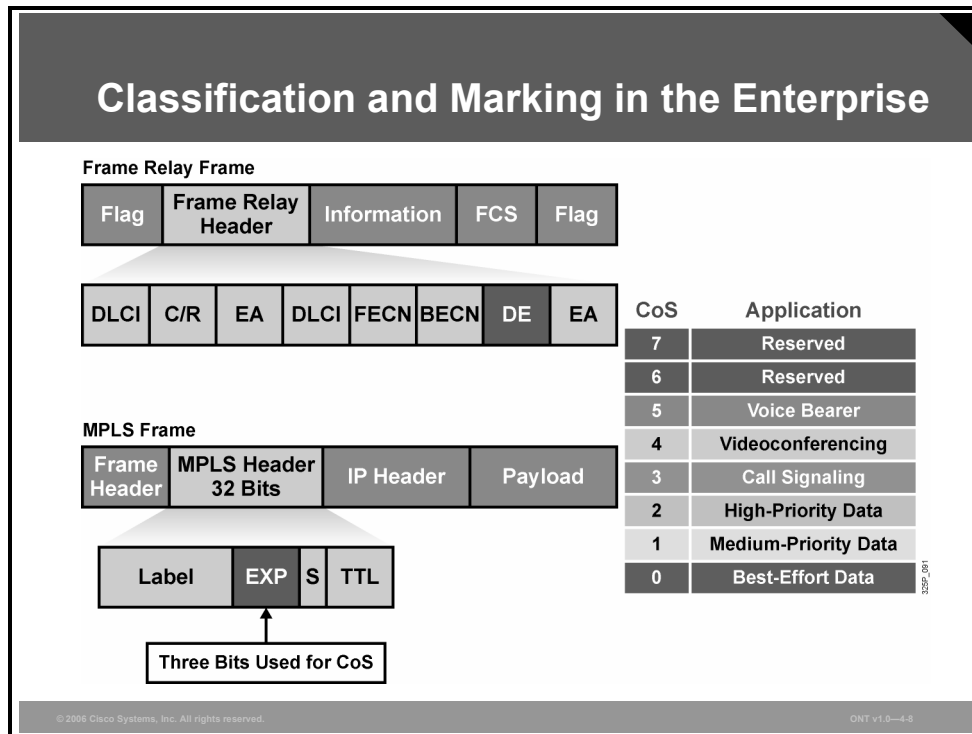 Classification and Marking in the Enterprise
Frame Relay Frame
Flag
Frame Relay
Header
Information
FCS
Flag
DLCI
C/R
EA
DLCI
FECN
BECN
DE
EA
MPLS Frame
Frame
Header
MPLS Header
32 Bits
IP Header
Payload
Label
EXP
S
TTL
Three Bits Used for CoS
CoS Application
7 Reserved
6 Reserved
5 Voice Bearer
4 Videoconferencing
3 Call Signaling
2 High-Priority Data
1 Medium-Priority Data
0 Best-Effort Data
325P_091
© 2006 Cisco Systems, Inc. All rights reserved.
ONT v1.0—4-8